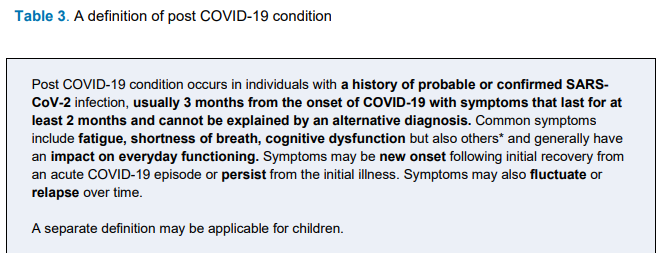 Table 3. A definition of post COVID-19 condition
Post COVID-19 condition occurs in individuals with a history of probable or confirmed SARS-
CoV-2 infection, usually 3 months from the onset of COVID-19 with symptoms that last for at
least 2 months and cannot be explained by an alternative diagnosis. Common symptoms
include fatigue, shortness of breath, cognitive dysfunction but also others* and generally have
an impact on everyday functioning. Symptoms may be new onset following initial recovery from
an acute COVID-19 episode or persist from the initial illness. Symptoms may also fluctuate or
relapse over time.
A separate definition may be applicable for children.